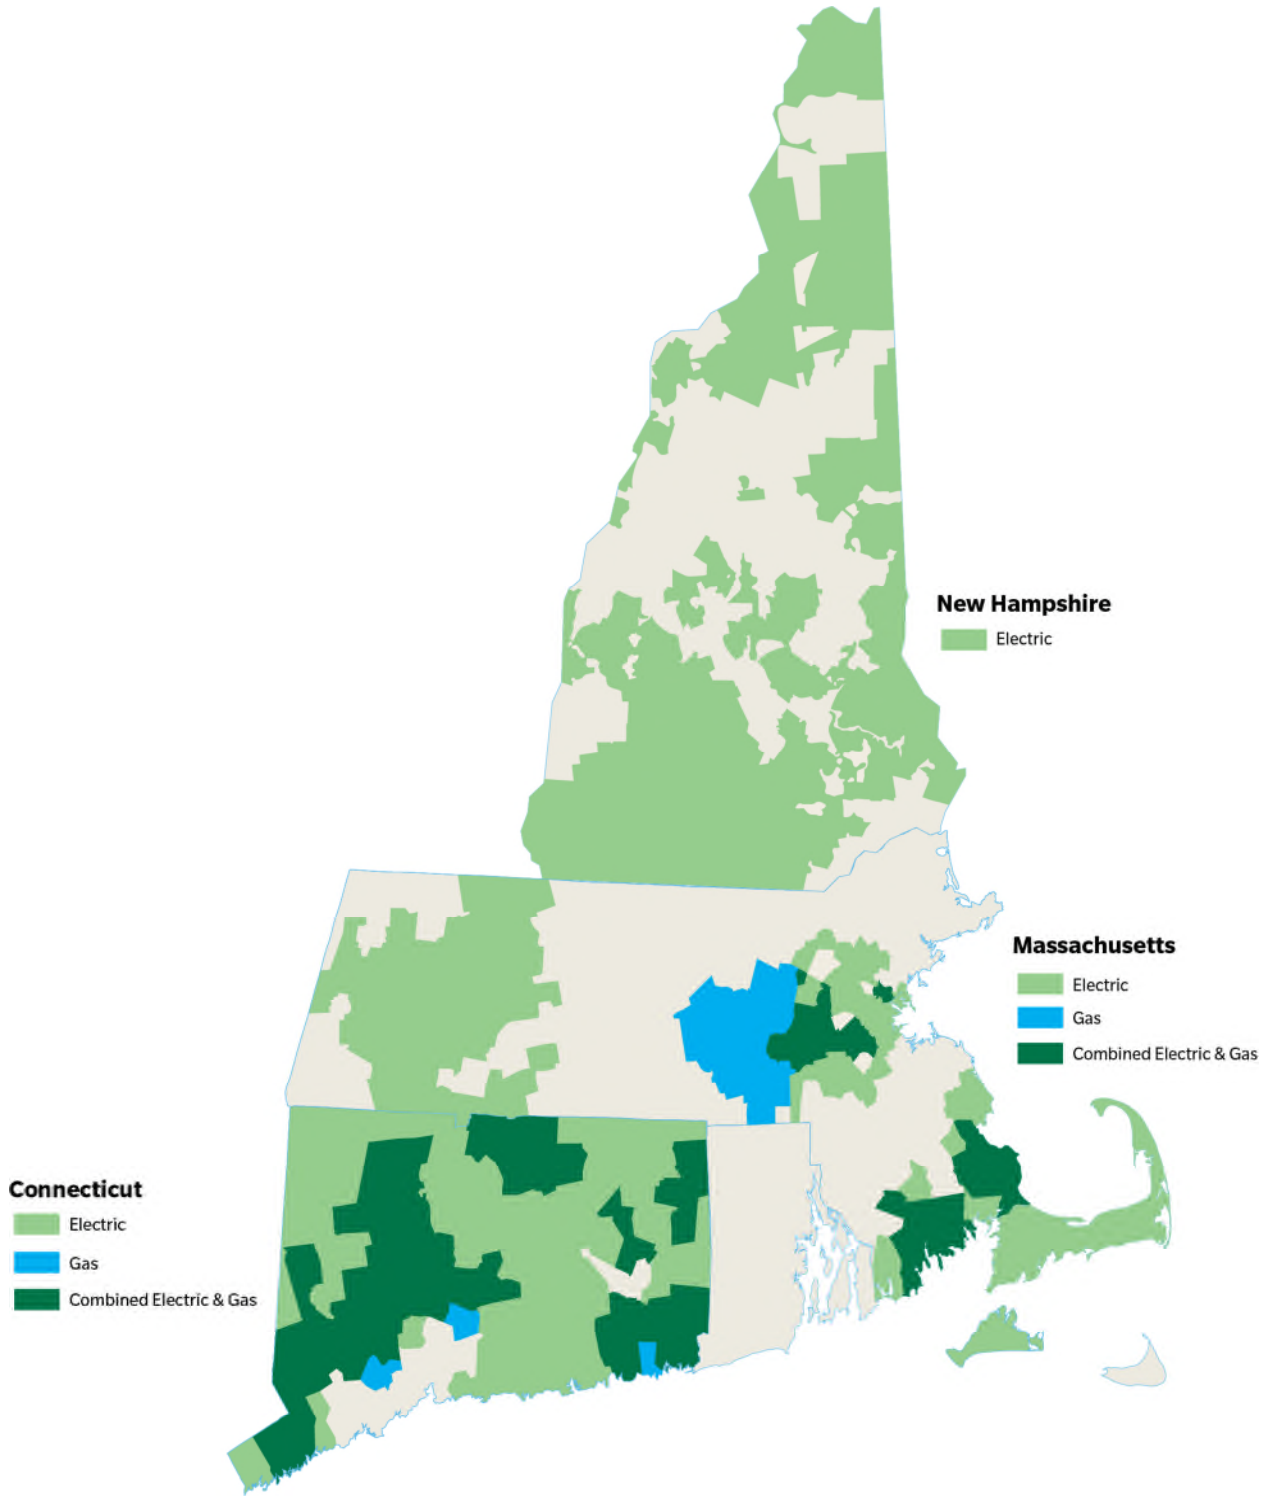 New Hampshire
Electric
Massachusetts
Electric
Gas
Combined Electric & Gas
Connecticut
Electric
Gas
Combined Electric & Gas